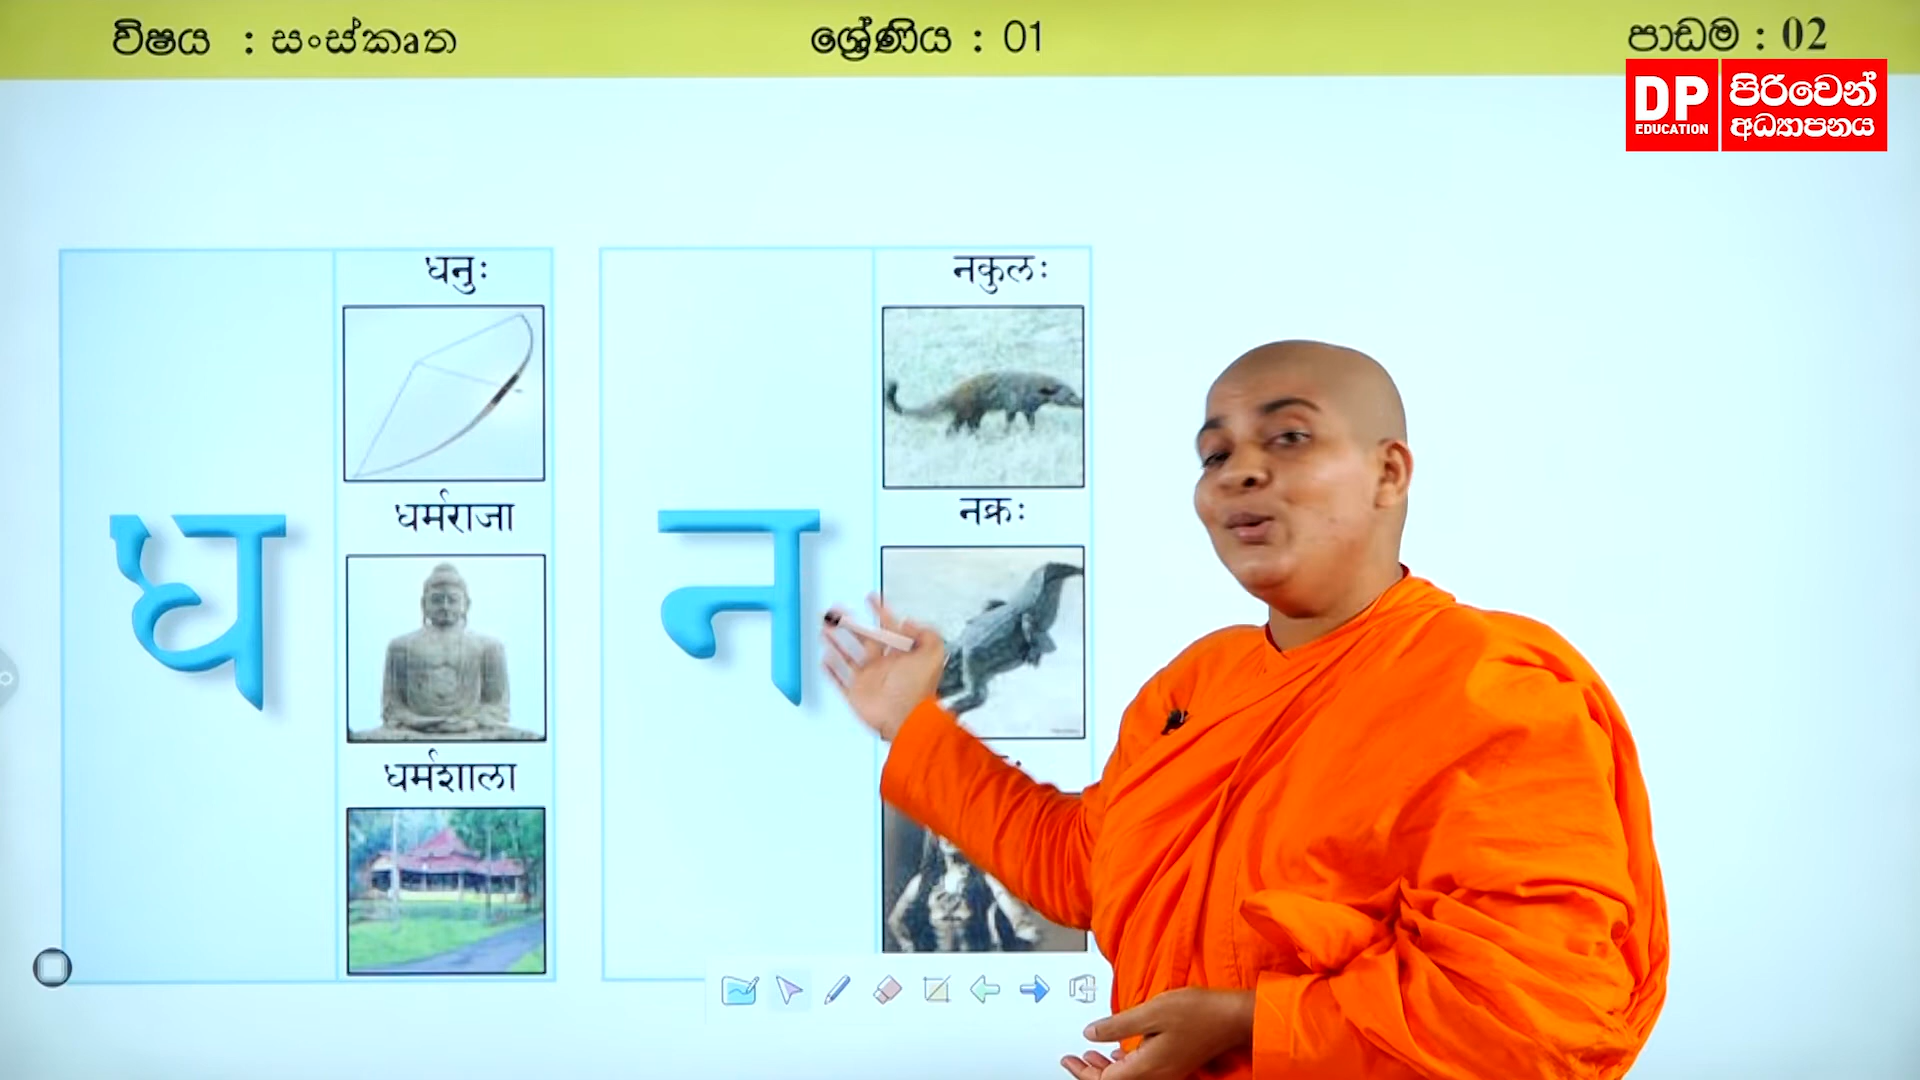 විෂය : සංස්කෘත
ශ්‍රේණිය : 01
පාඩම : 02
DP
EDUCATION
පිරිවෙන්
අධ්‍යාපනය
ध
धनुः
धर्मराजा
धर्मशाला
न
नकुलः
नक्रः